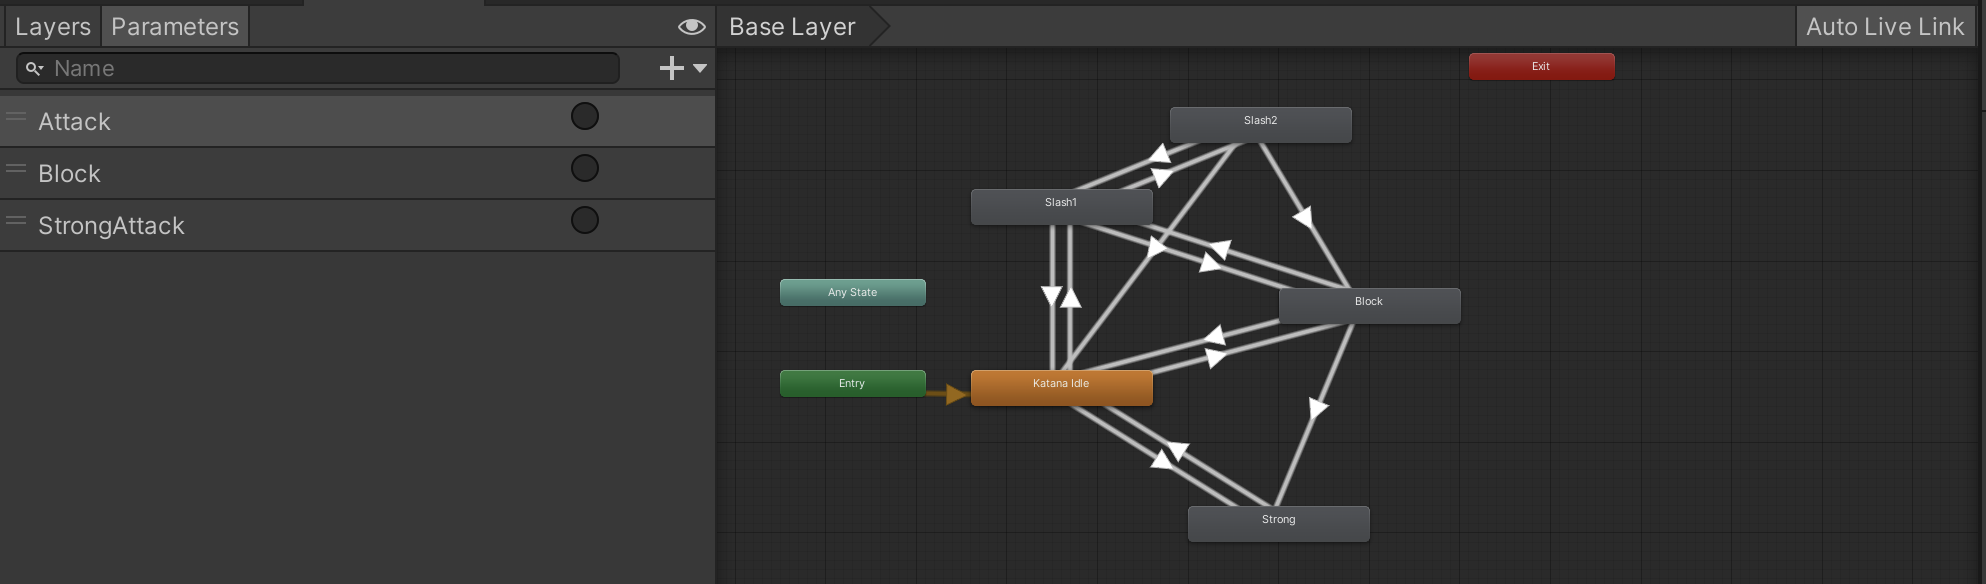 Layers
Parameters
Name
Attack
Block
StrongAttack
Base Layer
Auto Live Link
Exit
Slash2
Slash1
Any State
Block
Entry
Katana Idle
Strong